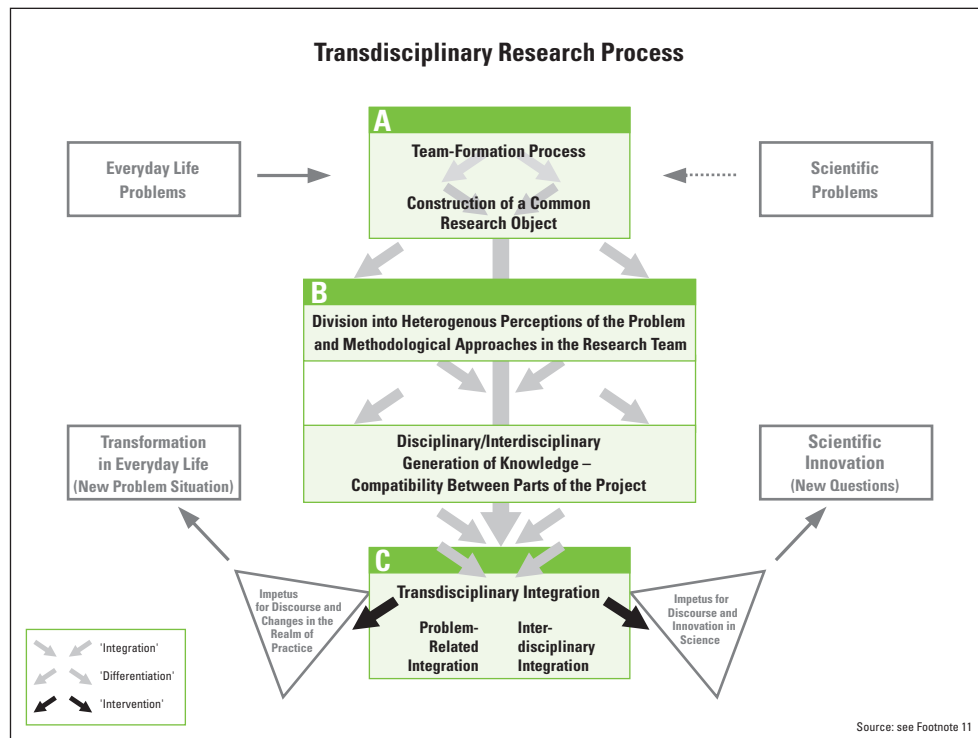 Transdisciplinary Research Process
A
Team-Formation Process
Construction of a Common
Research Object
Everyday Life
Problems
Scientific
Problems
B
Division into Heterogenous Perceptions of the Problem
and Methodological Approaches in the Research Team
Disciplinary/Interdisciplinary
Generation of Knowledge –
Compatibility Between Parts of the Project
Transformation
in Everyday Life
(New Problem Situation)
Scientific
Innovation
(New Questions)
C
Transdisciplinary Integration
Problem-
Related
Integration
Inter-
disciplinary
Integration
Impetus
for Discourse and
Changes in the
Realm of
Practice
Impetus for
Discourse and
Innovation in
Science
'Integration'
'Differentiation'
'Intervention'
Source: see Footnote 11